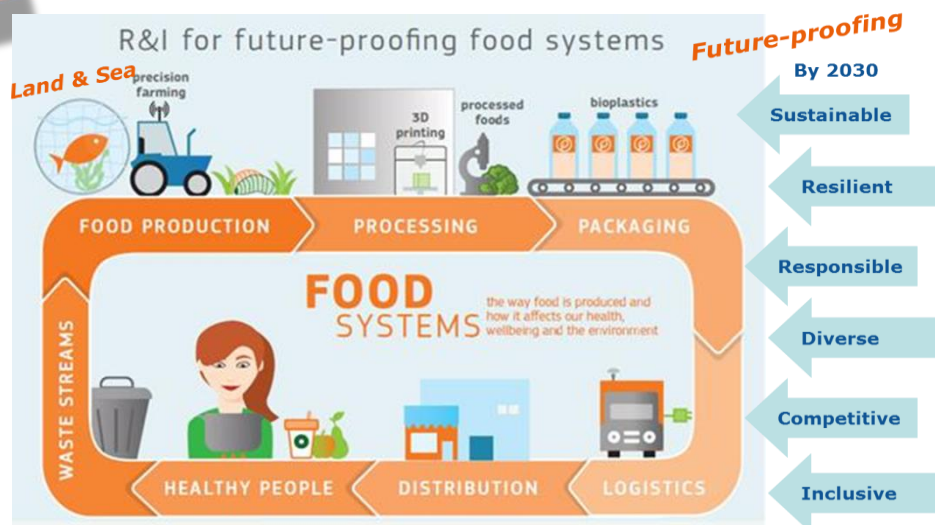 R&I for future-proofing food systems
Future-proofing
By 2030
Land & Sea
precision
farming
3D
printing
processed
foods
bioplastics
Sustainable
Resilient
FOOD PRODUCTION
PROCESSING
PACKAGING
Responsible
FOOD
SYSTEMS
the way food is produced and
how it affects our health,
wellbeing and the environment
Diverse
WASTE STREAMS
Competitive
HEALTHY PEOPLE
DISTRIBUTION
LOGISTICS
Inclusive